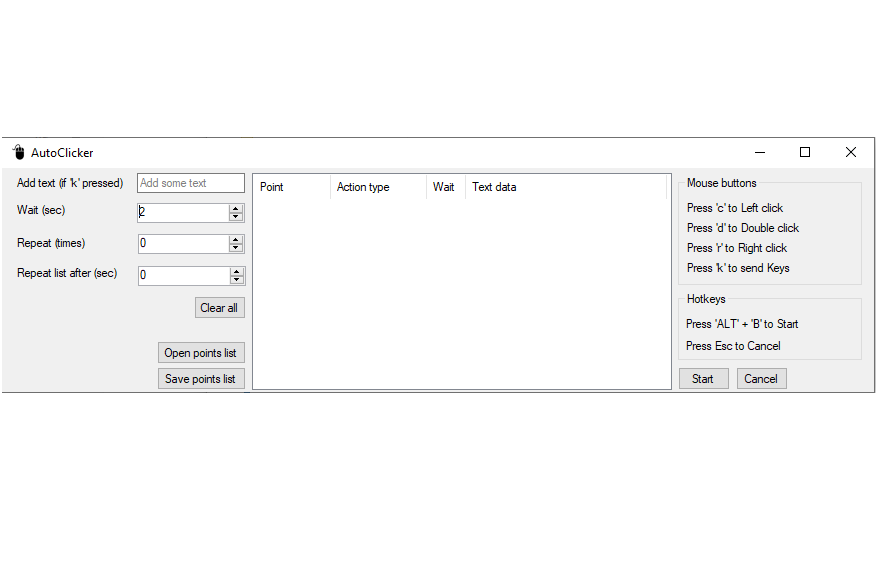 AutoClicker
Add text (if 'k' pressed)
Add some text
Wait (sec)
2
Repeat (times)
0
Repeat list after (sec)
0
Clear all
Open points list
Save points list
Point
Action type
Wait
Text data
Mouse buttons
Press 'c' to Left click
Press 'd' to Double click
Press 'r' to Right click
Press 'k' to send Keys
Hotkeys
Press 'ALT' + 'B' to Start
Press Esc to Cancel
Start
Cancel